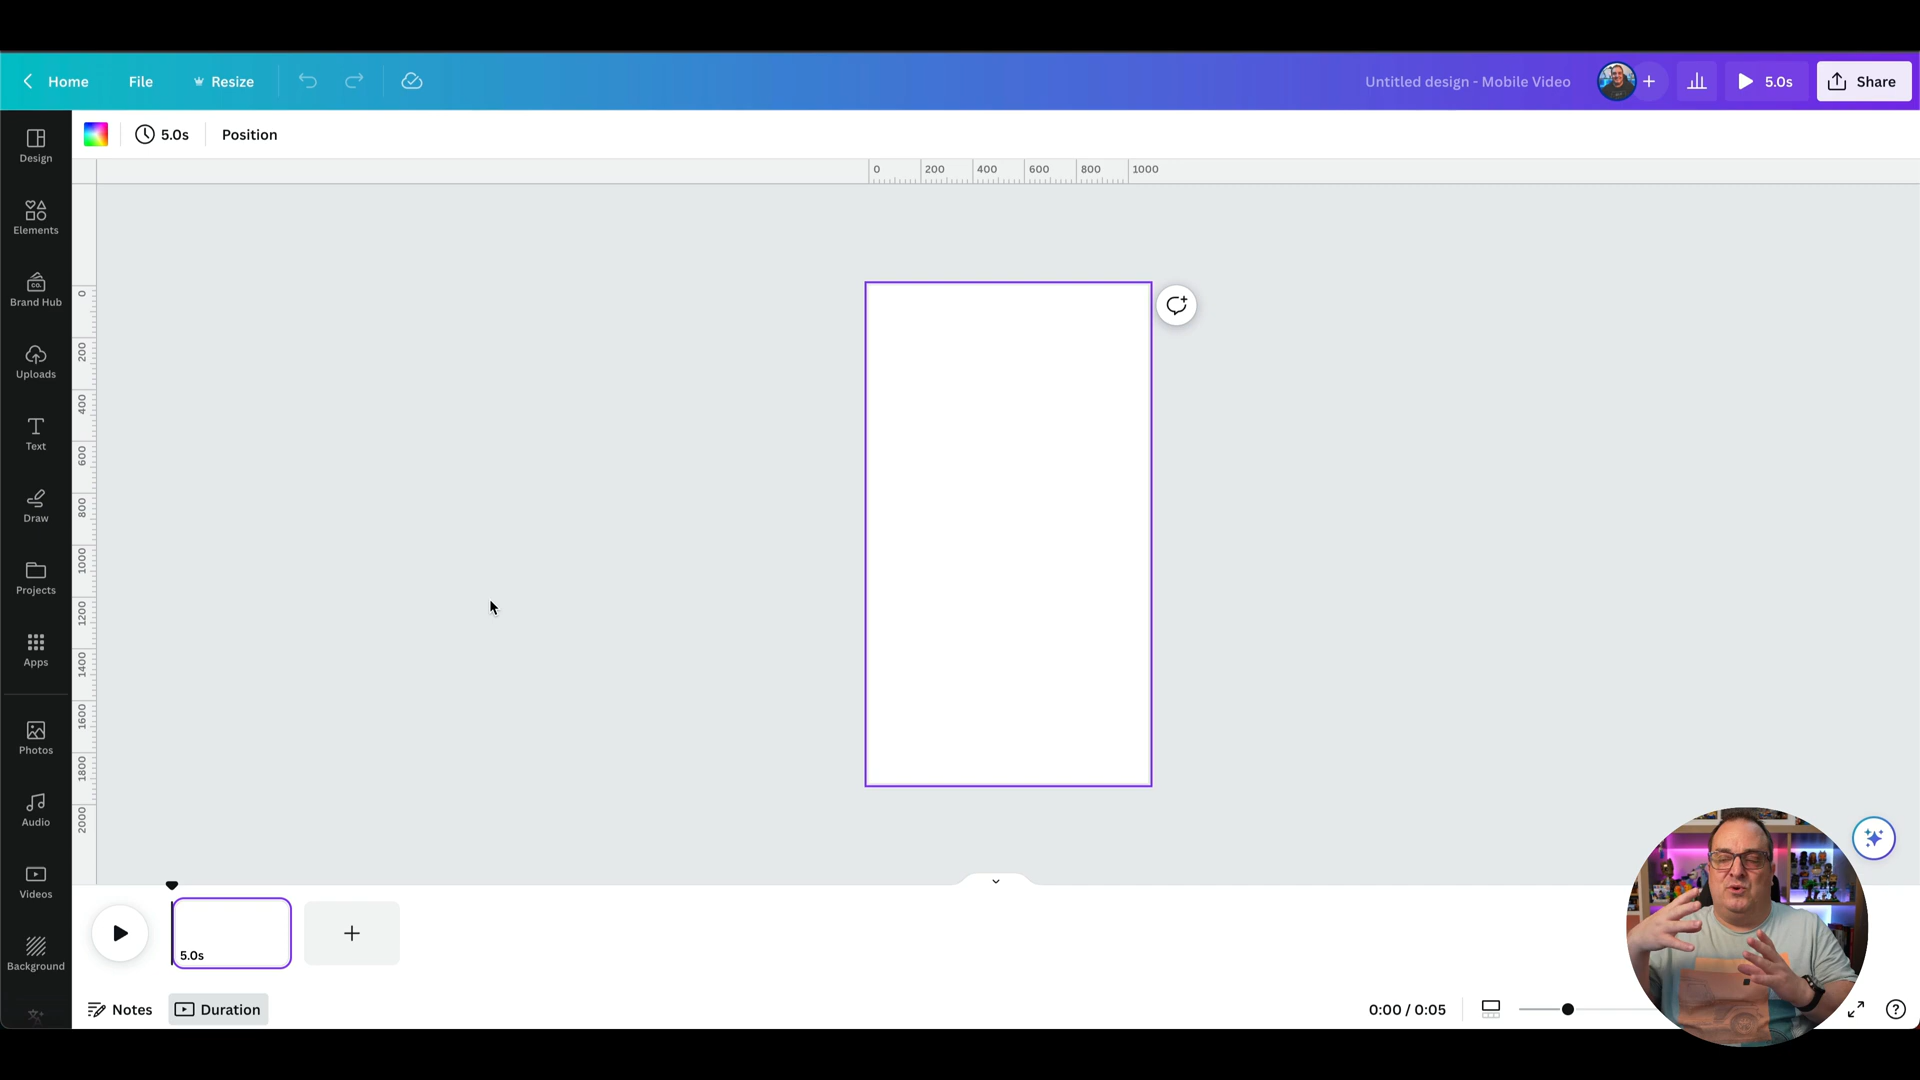 Home File Resize Untitled design - Mobile Video 5.0s Share
5.0s Position
0 200 400 600 800 1000
Design
Elements
CO.
Brand Hub
Uploads
Text
Draw
Projects
Apps
Photos
Audio
Videos
Background
0
200
400
600
800
1000
1200
1400
1600
1800
2000
5.0s
Notes Duration 0:00 / 0:05